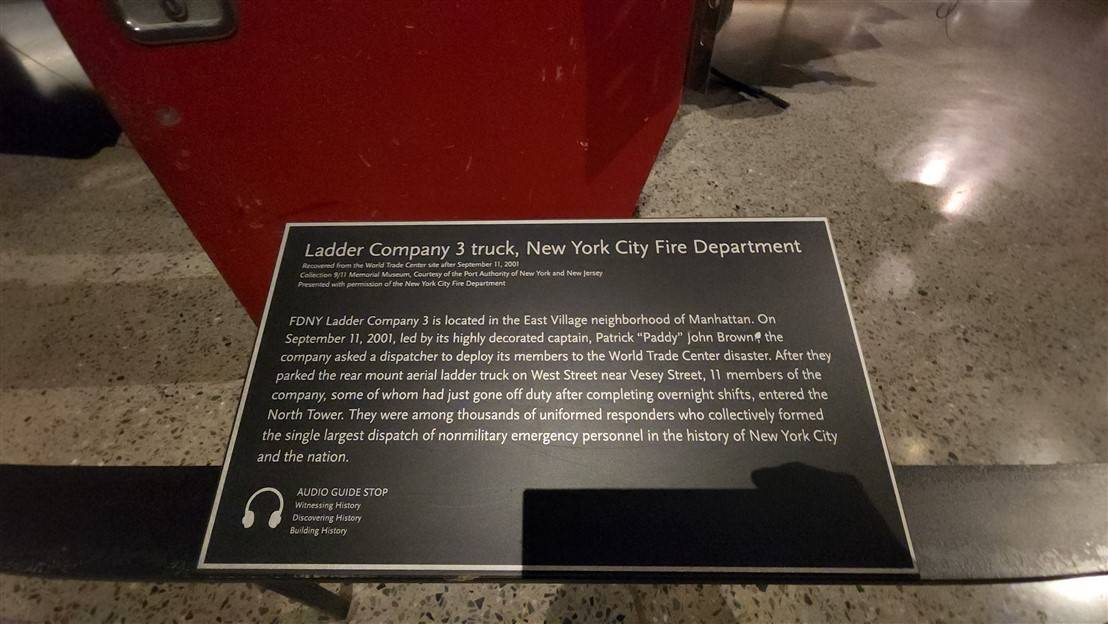 Ladder Company 3 truck, New York City Fire Department
Recovered from the World Trade Center site after September 11, 2001
Collection 9/11 Memorial Museum, Courtesy of the Port Authority of New York and New Jersey
Presented with permission of the New York City Fire Department
FDNY Ladder Company 3 is located in the East Village neighborhood of Manhattan. On
September 11, 2001, led by its highly decorated captain, Patrick “Paddy” John Brown, the
company asked a dispatcher to deploy its members to the World Trade Center disaster. After they
parked the rear mount aerial ladder truck on West Street near Vesey Street, 11 members of the
company, some of whom had just gone off duty after completing overnight shifts, entered the
North Tower. They were among thousands of uniformed responders who collectively formed
the single largest dispatch of nonmilitary emergency personnel in the history of New York City
and the nation.
AUDIO GUIDE STOP
Witnessing History
Discovering History
Building History